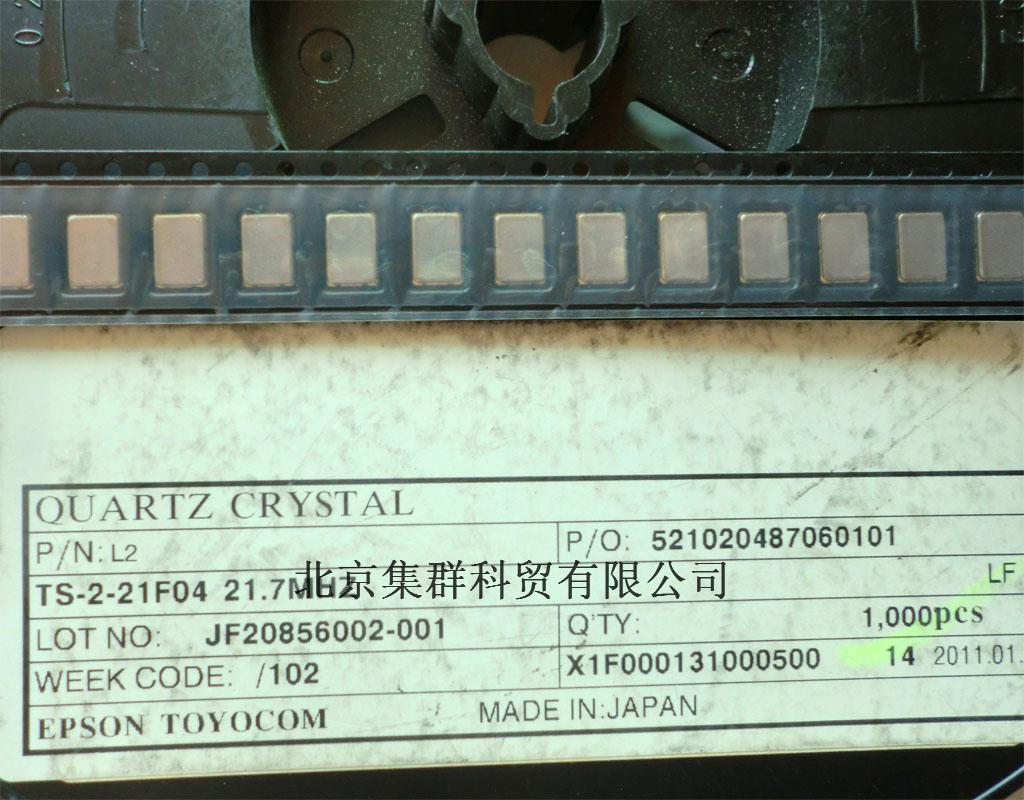 0.2
QUARTZ CRYSTAL
P/N: L2
P/O: 521020487060101
TS-2-21F04 21.7MHZ
北京集群科贸有限公司
LF
LOT NO: JF20856002-001
Q'TY: 1,000pcs
WEEK CODE: /102
X1F000131000500 14 2011.01.
EPSON TOYOCOM
MADE IN:JAPAN